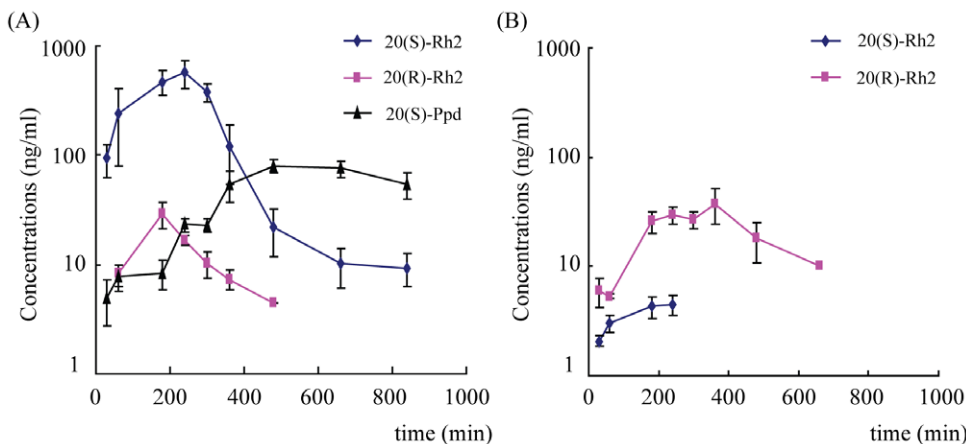 (A)
1000
100
10
1
Concentrations (ng/ml)
20(S)-Rh2
20(R)-Rh2
20(S)-Ppd
0 200 400 600 800 1000
time (min)
(B)
1000
100
10
1
Concentrations (ng/ml)
20(S)-Rh2
20(R)-Rh2
0 200 400 600 800 1000
time (min)